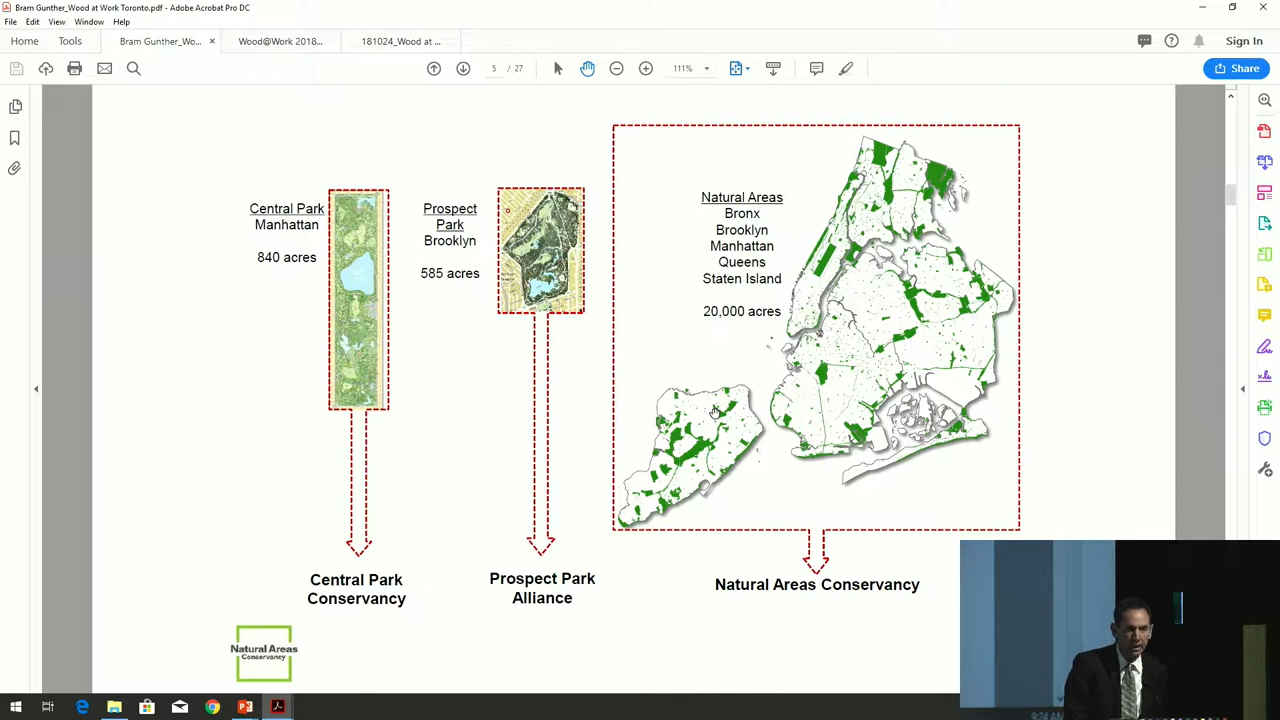 Bram Gunther_Wood at Work Toronto.pdf - Adobe Acrobat Pro DC
File Edit View Window Help
Home Tools Bram Gunther_Wo... Wood@Work 2018... 181024_Wood at ... Sign In
5 / 27 111% Share
Central Park
Manhattan
840 acres
Prospect
Park
Brooklyn
585 acres
Natural Areas
Bronx
Brooklyn
Manhattan
Queens
Staten Island
20,000 acres
Central Park
Conservancy
Prospect Park
Alliance
Natural Areas Conservancy
Natural Areas
Conservancy
9:24 AM